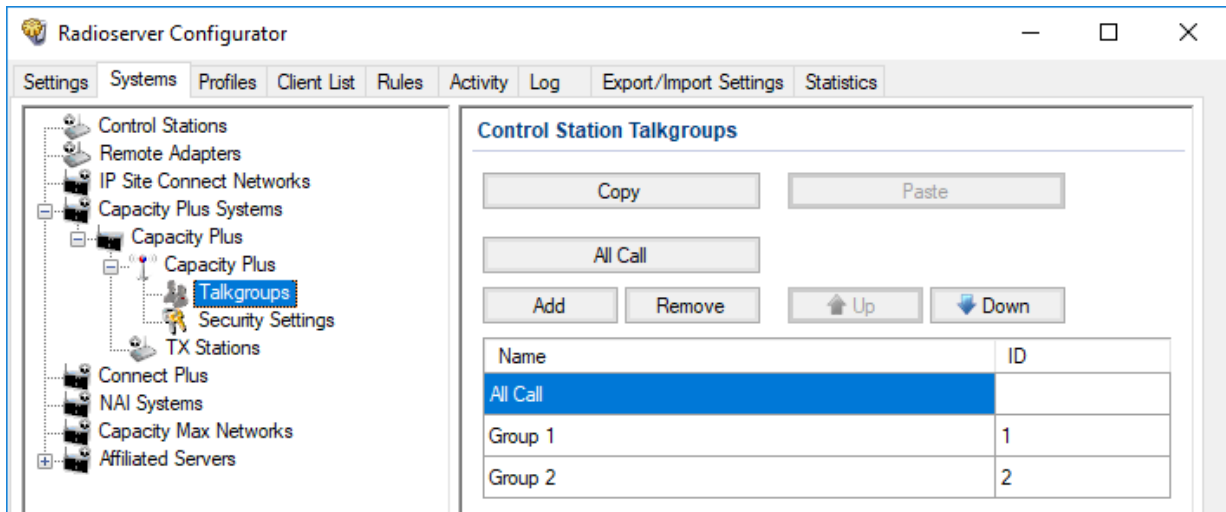 Radioserver Configurator
Settings Systems Profiles Client List Rules Activity Log Export/Import Settings Statistics
Control Stations
Remote Adapters
IP Site Connect Networks
Capacity Plus Systems
Capacity Plus
Capacity Plus
Talkgroups
Security Settings
TX Stations
Connect Plus
NAI Systems
Capacity Max Networks
Affiliated Servers
Control Station Talkgroups
Copy Paste
All Call
Add Remove Up Down
Name ID
All Call
Group 1 1
Group 2 2